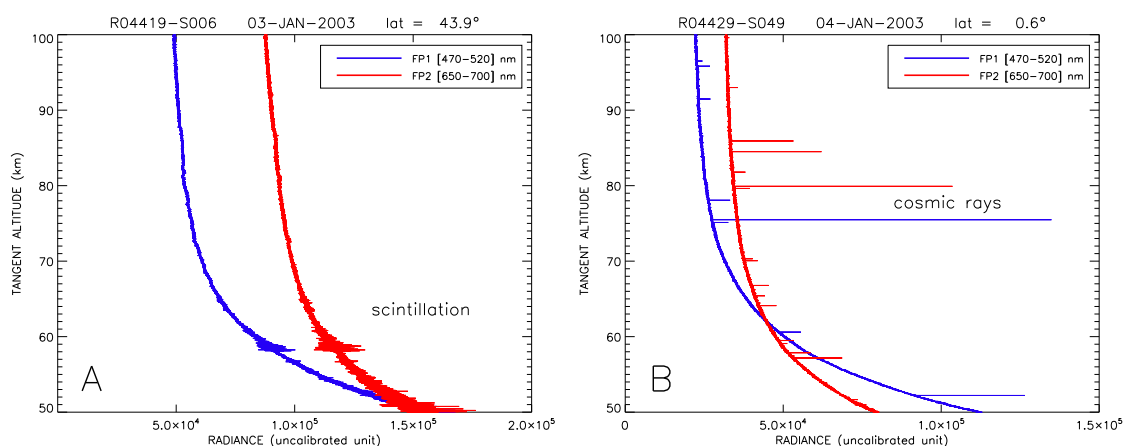 R04419-S006 03-JAN-2003 lat = 43.9°
100
90
80
70
60
50
TANGENT ALTITUDE (km)
FP1 [470-520] nm
FP2 [650-700] nm
scintillation
A
5.0×10⁴ 1.0×10⁵ 1.5×10⁵ 2.0×10⁵
RADIANCE (uncalibrated unit)
R04429-S049 04-JAN-2003 lat = 0.6°
100
90
80
70
60
50
TANGENT ALTITUDE (km)
FP1 [470-520] nm
FP2 [650-700] nm
cosmic rays
B
0 5.0×10⁴ 1.0×10⁵ 1.5×10⁵
RADIANCE (uncalibrated unit)